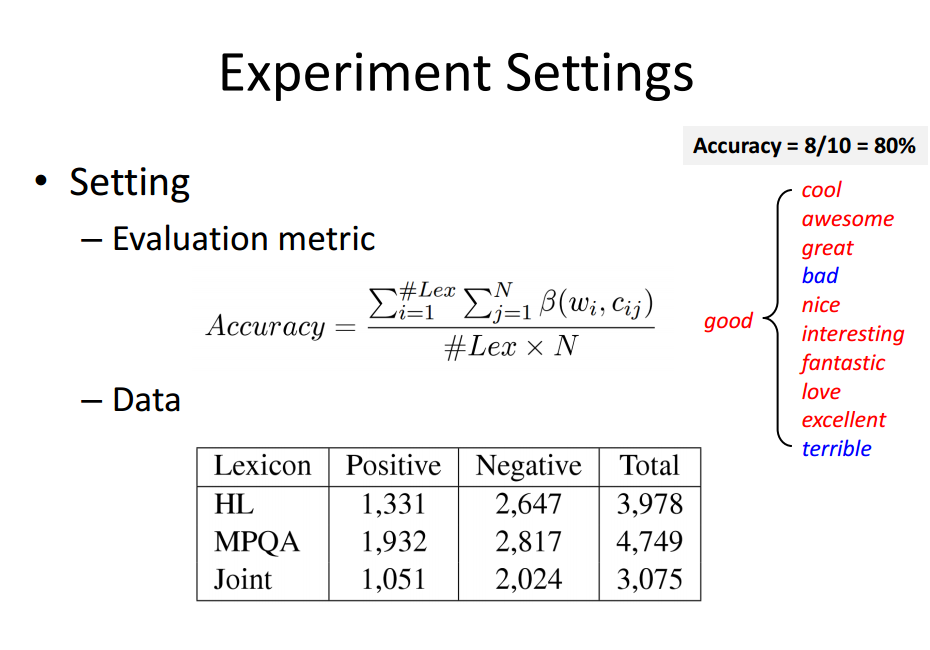 Experiment Settings
Accuracy = 8/10 = 80%
• Setting
– Evaluation metric
Accuracy = \frac{\sum_{i=1}^{\#Lex} \sum_{j=1}^{N} \beta(w_i, c_{ij})}{\#Lex \times N}
good
cool
awesome
great
bad
nice
interesting
fantastic
love
excellent
terrible
– Data
Lexicon Positive Negative Total
HL 1,331 2,647 3,978
MPQA 1,932 2,817 4,749
Joint 1,051 2,024 3,075